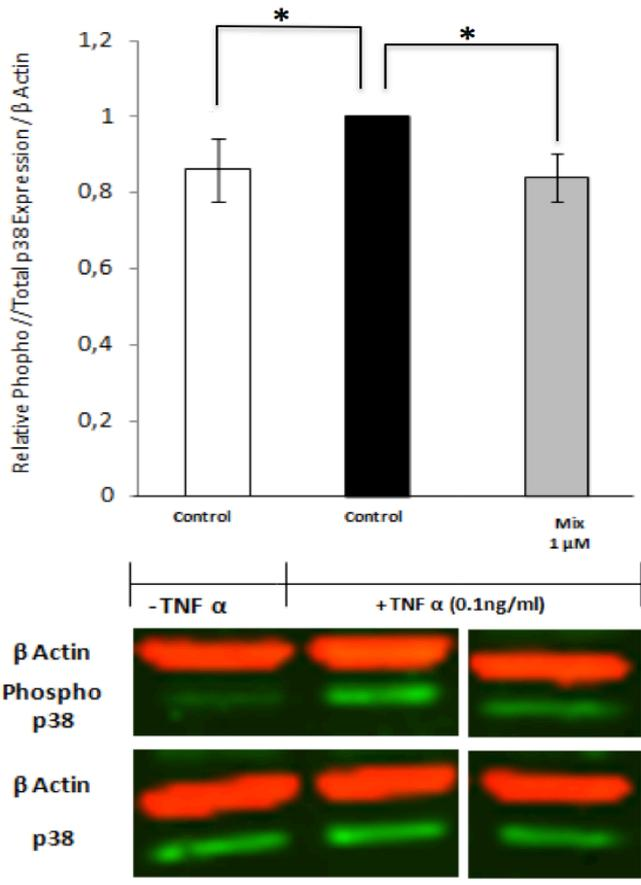 *
*
Relative Phopho //Total p38 Expression / β Actin
1,2
1
0,8
0,6
0,4
0,2
0
Control
Control
Mix
1 µM
-TNF α
+TNF α (0.1ng/ml)
β Actin
Phospho
p38
β Actin
p38